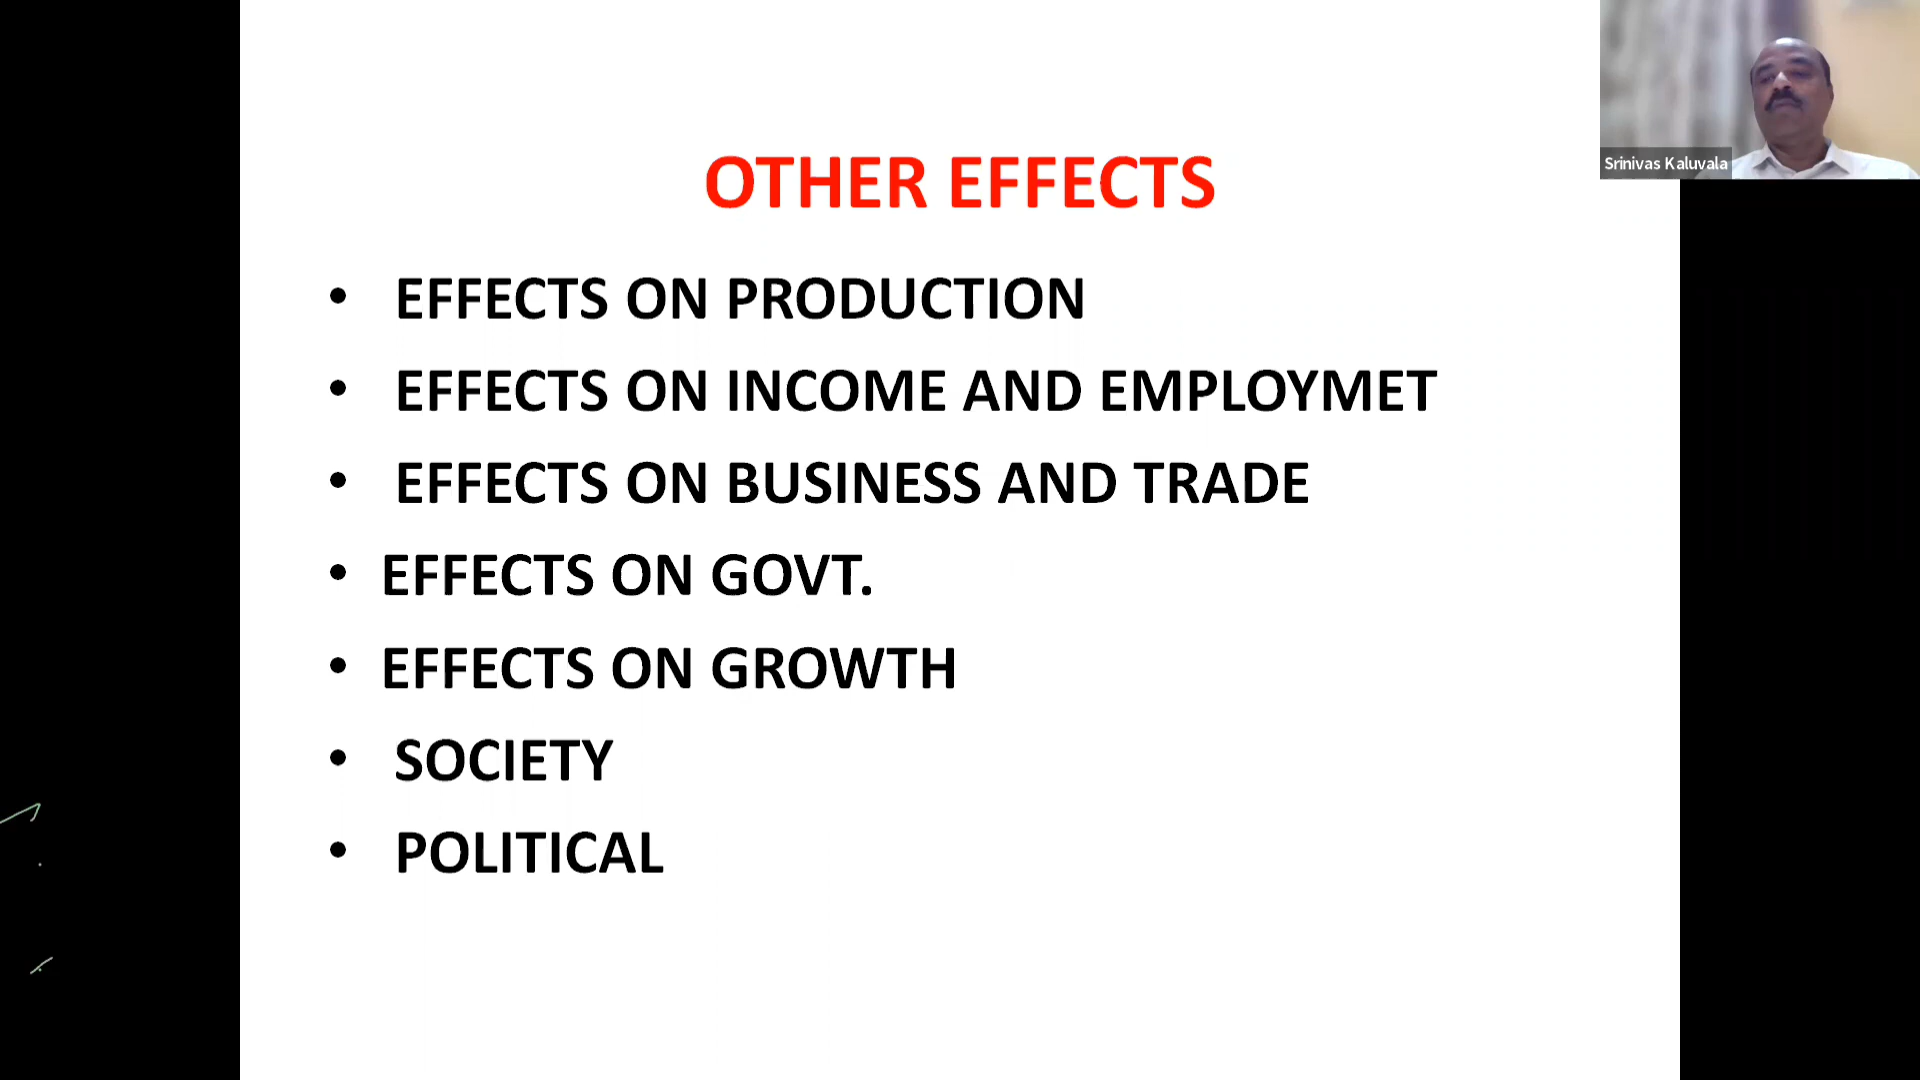 OTHER EFFECTS
• EFFECTS ON PRODUCTION
• EFFECTS ON INCOME AND EMPLOYMET
• EFFECTS ON BUSINESS AND TRADE
• EFFECTS ON GOVT.
• EFFECTS ON GROWTH
• SOCIETY
• POLITICAL
Srinivas Kaluvala